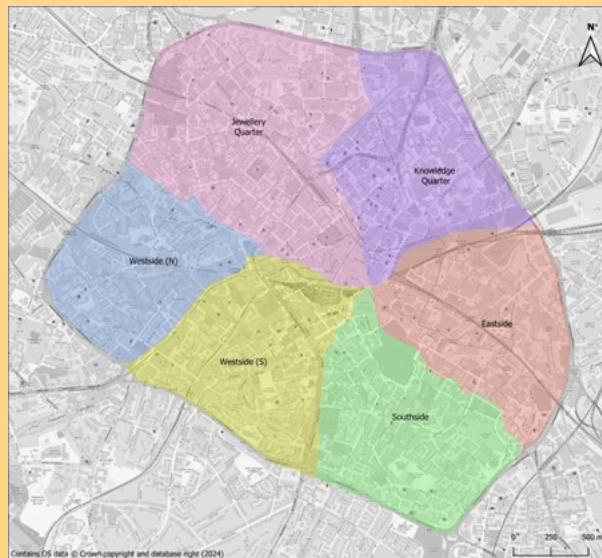 N
Jewellery
Quarter
Knowledge
Quarter
Westside (N)
Eastside
Westside (S)
Southside
0 250 500 m
Contains OS data © Crown copyright and database right (2024)